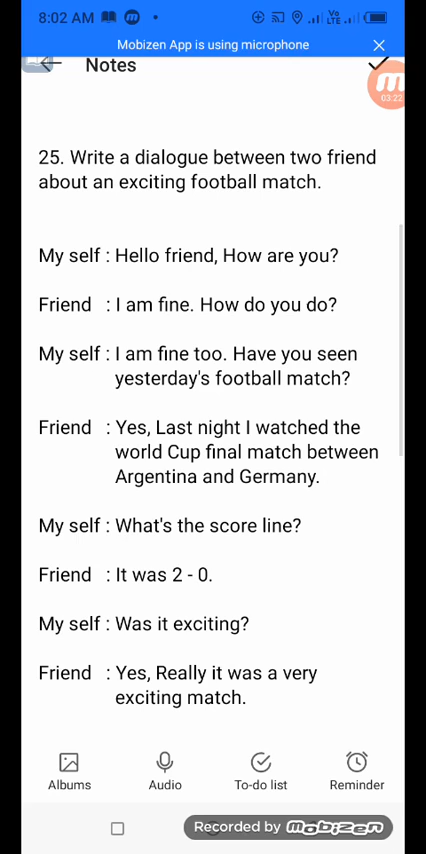 8:02 AM
Vo LTE
Mobizen App is using microphone
Notes
03:22
25. Write a dialogue between two friend
about an exciting football match.
My self : Hello friend, How are you?
Friend : I am fine. How do you do?
My self : I am fine too. Have you seen
yesterday's football match?
Friend : Yes, Last night I watched the
world Cup final match between
Argentina and Germany.
My self : What's the score line?
Friend : It was 2 - 0.
My self : Was it exciting?
Friend : Yes, Really it was a very
exciting match.
Albums Audio To-do list Reminder
Recorded by mobizen